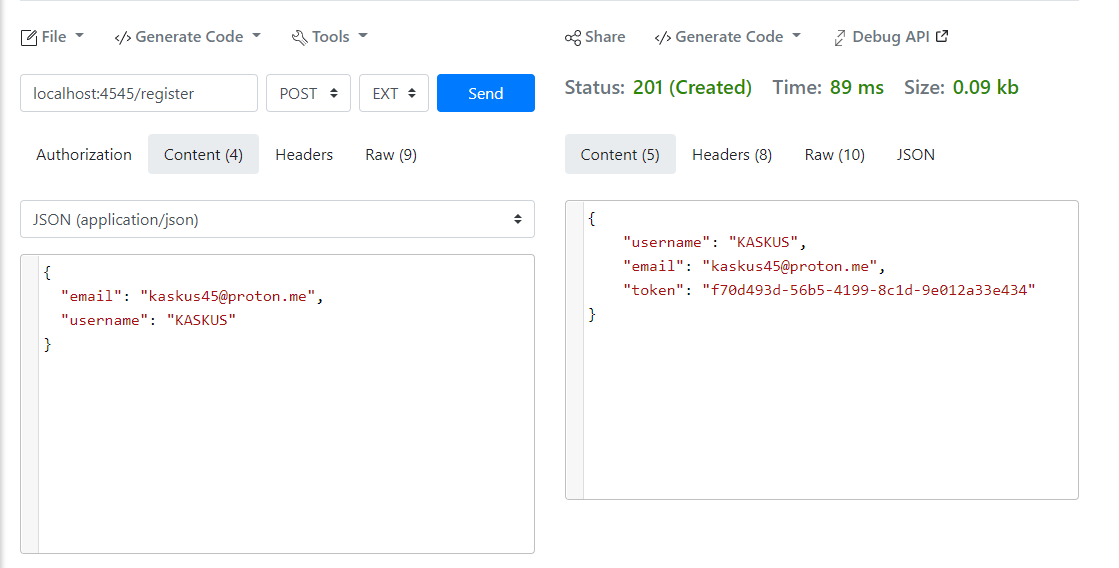 File Generate Code Tools
localhost:4545/register POST EXT Send
Authorization Content (4) Headers Raw (9)
JSON (application/json)
{
"email": "kaskus45@proton.me",
"username": "KASKUS"
}
Share Generate Code Debug API
Status: 201 (Created) Time: 89 ms Size: 0.09 kb
Content (5) Headers (8) Raw (10) JSON
{
"username": "KASKUS",
"email": "kaskus45@proton.me",
"token": "f70d493d-56b5-4199-8c1d-9e012a33e434"
}